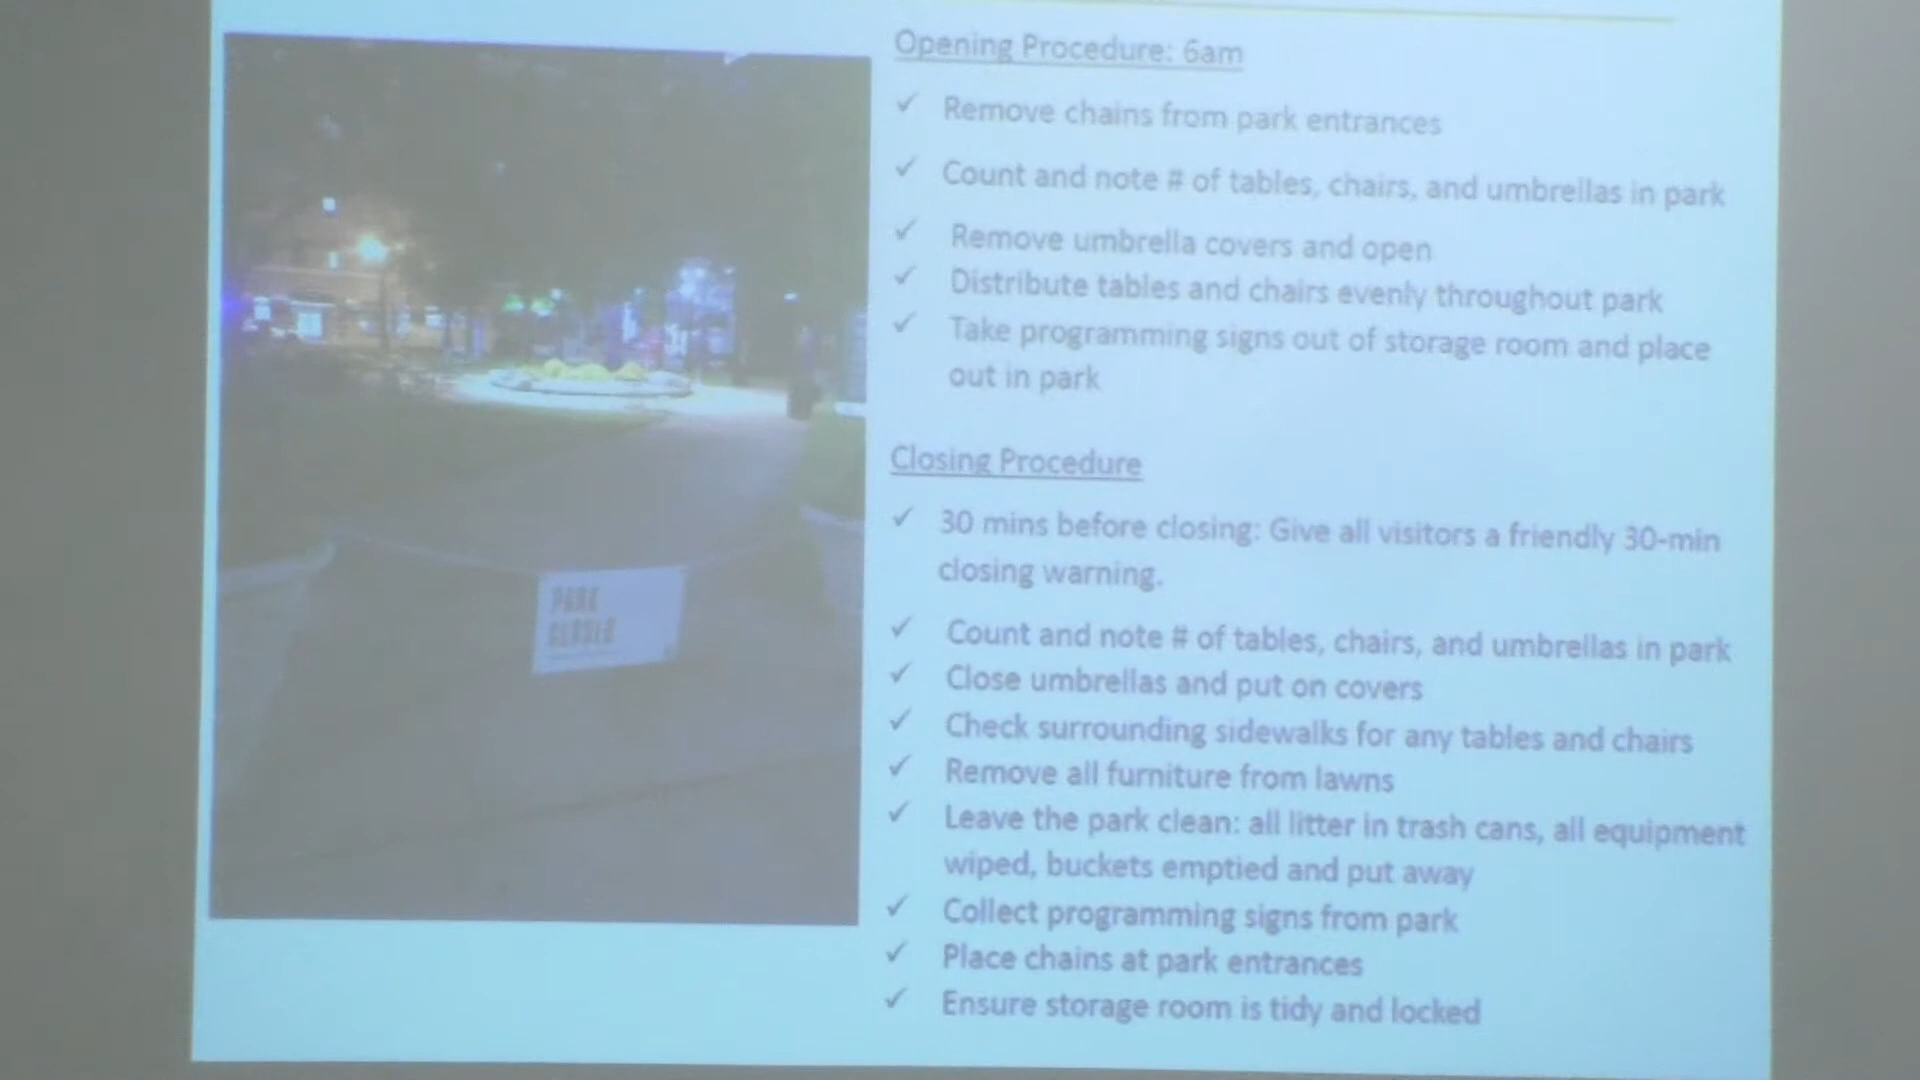 Opening Procedure: 6am
✓ Remove chains from park entrances
✓ Count and note # of tables, chairs, and umbrellas in park
✓ Remove umbrella covers and open
✓ Distribute tables and chairs evenly throughout park
✓ Take programming signs out of storage room and place
out in park
Closing Procedure
✓ 30 mins before closing: Give all visitors a friendly 30-min
closing warning.
✓ Count and note # of tables, chairs, and umbrellas in park
✓ Close umbrellas and put on covers
✓ Check surrounding sidewalks for any tables and chairs
✓ Remove all furniture from lawns
✓ Leave the park clean: all litter in trash cans, all equipment
wiped, buckets emptied and put away
✓ Collect programming signs from park
✓ Place chains at park entrances
✓ Ensure storage room is tidy and locked
PARK
CLOSED